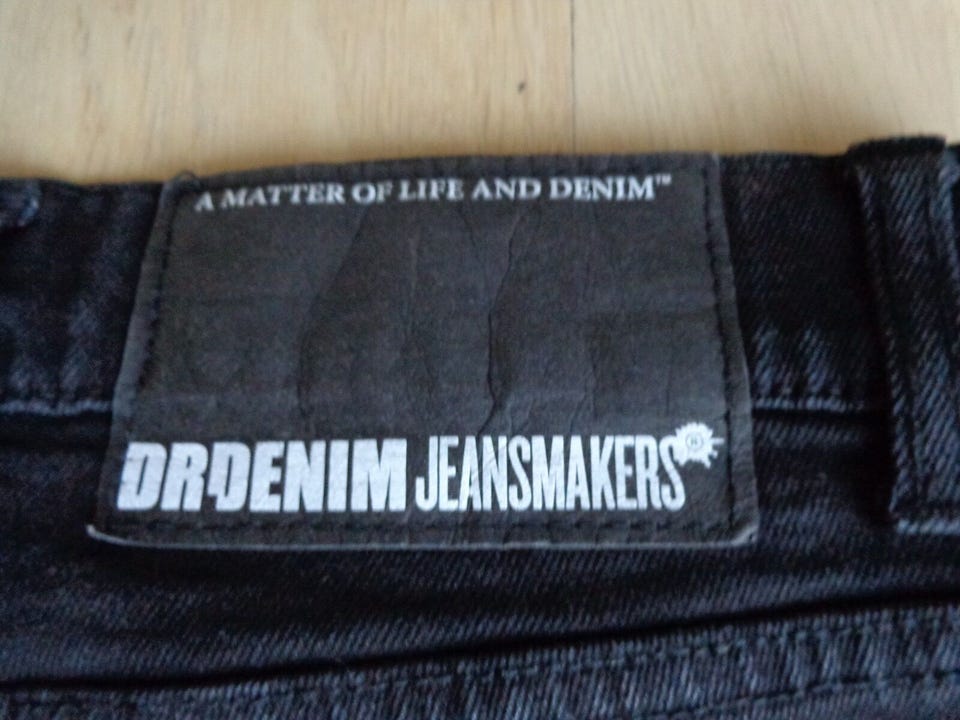 A MATTER OF LIFE AND DENIM™
DRDENIM JEANSMAKERS®